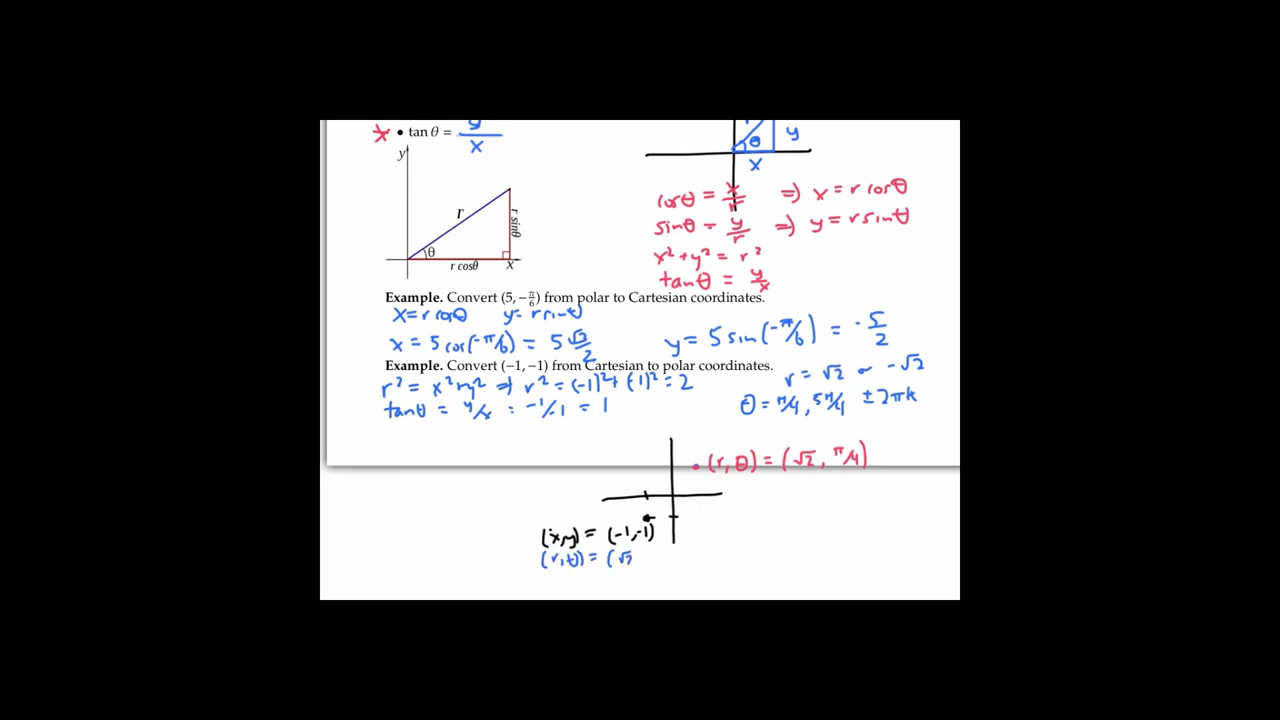 * • tan θ = y/x
y
r
θ
r sinθ
r cosθ
x
θ y
x
cosθ = x/r ⇒ x = r cosθ
sinθ = y/r ⇒ y = r sinθ
x² + y² = r²
tanθ = y/x
Example. Convert (5, −π/6) from polar to Cartesian coordinates.
x = r cosθ y = r sinθ
x = 5 cos(-π/6) = 5 √3/2 y = 5 sin(-π/6) = -5/2
Example. Convert (−1, −1) from Cartesian to polar coordinates.
r² = x² + y² ⇒ r² = (-1)² + (-1)² = 2 r = √2 or -√2
tanθ = y/x = -1/-1 = 1 θ = π/4, 5π/4 ± 2πk
(r, θ) = (√2, π/4)
(x,y) = (-1,-1)
(r,θ) = (√2